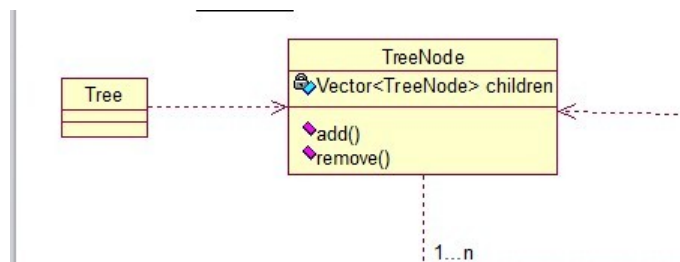 TreeNode
Vector<TreeNode> children
Tree
add()
remove()
1...n